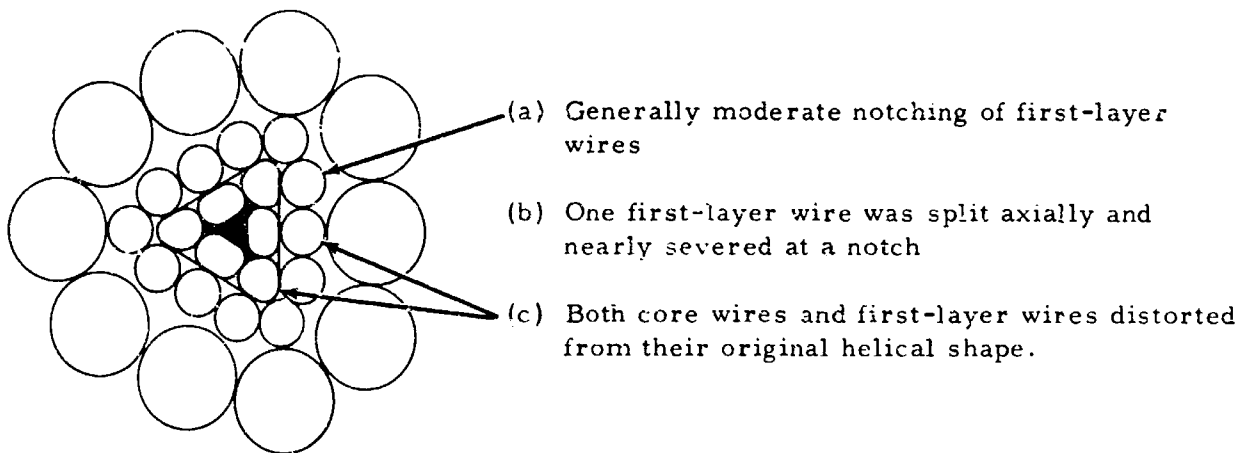 (a) Generally moderate notching of first-layer
wires
(b) One first-layer wire was split axially and
nearly severed at a notch
(c) Both core wires and first-layer wires distorted
from their original helical shape.